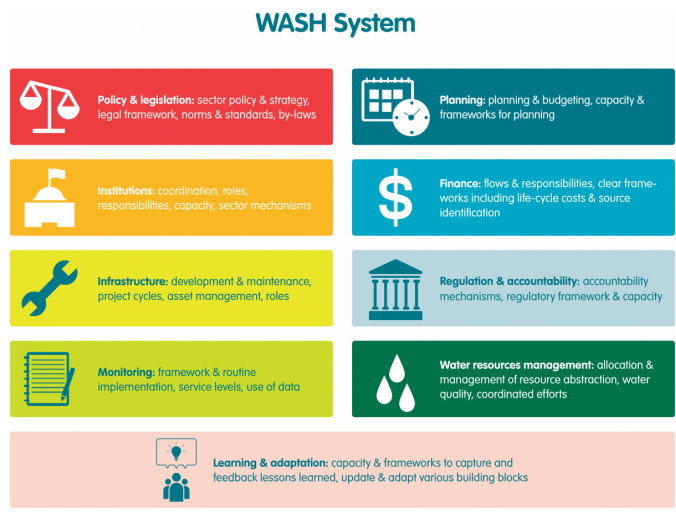 WASH System
Policy & legislation: sector policy & strategy,
legal framework, norms & standards, by-laws
Planning: planning & budgeting, capacity &
frameworks for planning
Institutions: coordination, roles,
responsibilities, capacity, sector mechanisms
Finance: flows & responsibilities, clear frame-
works including life-cycle costs & source
identification
Infrastructure: development & maintenance,
project cycles, asset management, roles
Regulation & accountability: accountability
mechanisms, regulatory framework & capacity
Monitoring: framework & routine
implementation, service levels, use of data
Water resources management: allocation &
management of resource abstraction, water
quality, coordinated efforts
Learning & adaptation: capacity & frameworks to capture and
feedback lessons learned, update & adapt various building blocks